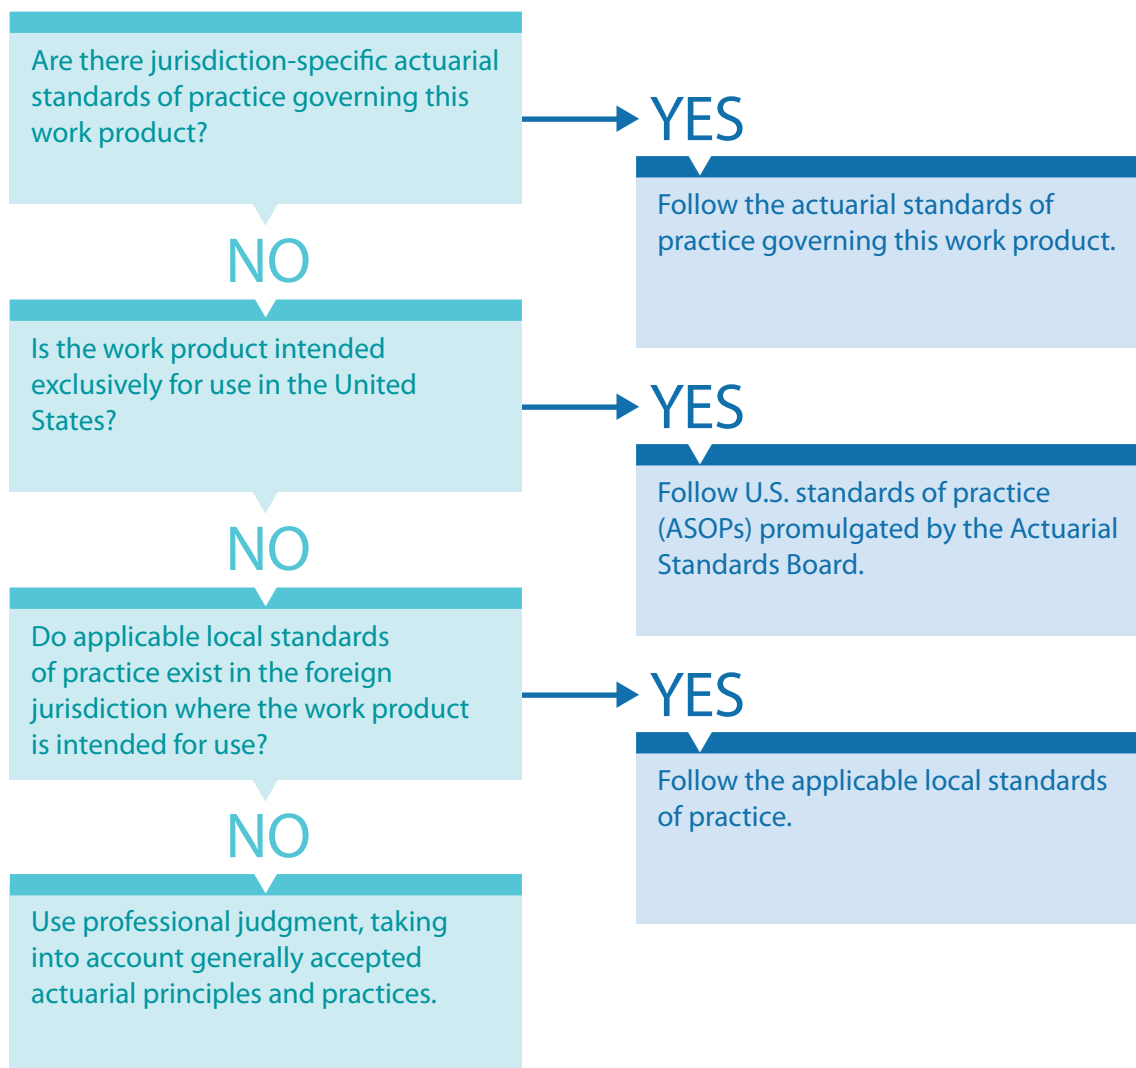 Are there jurisdiction-specific actuarial
standards of practice governing this
work product?
YES
Follow the actuarial standards of
practice governing this work product.
NO
Is the work product intended
exclusively for use in the United
States?
YES
Follow U.S. standards of practice
(ASOPs) promulgated by the Actuarial
Standards Board.
NO
Do applicable local standards
of practice exist in the foreign
jurisdiction where the work product
is intended for use?
YES
Follow the applicable local standards
of practice.
NO
Use professional judgment, taking
into account generally accepted
actuarial principles and practices.